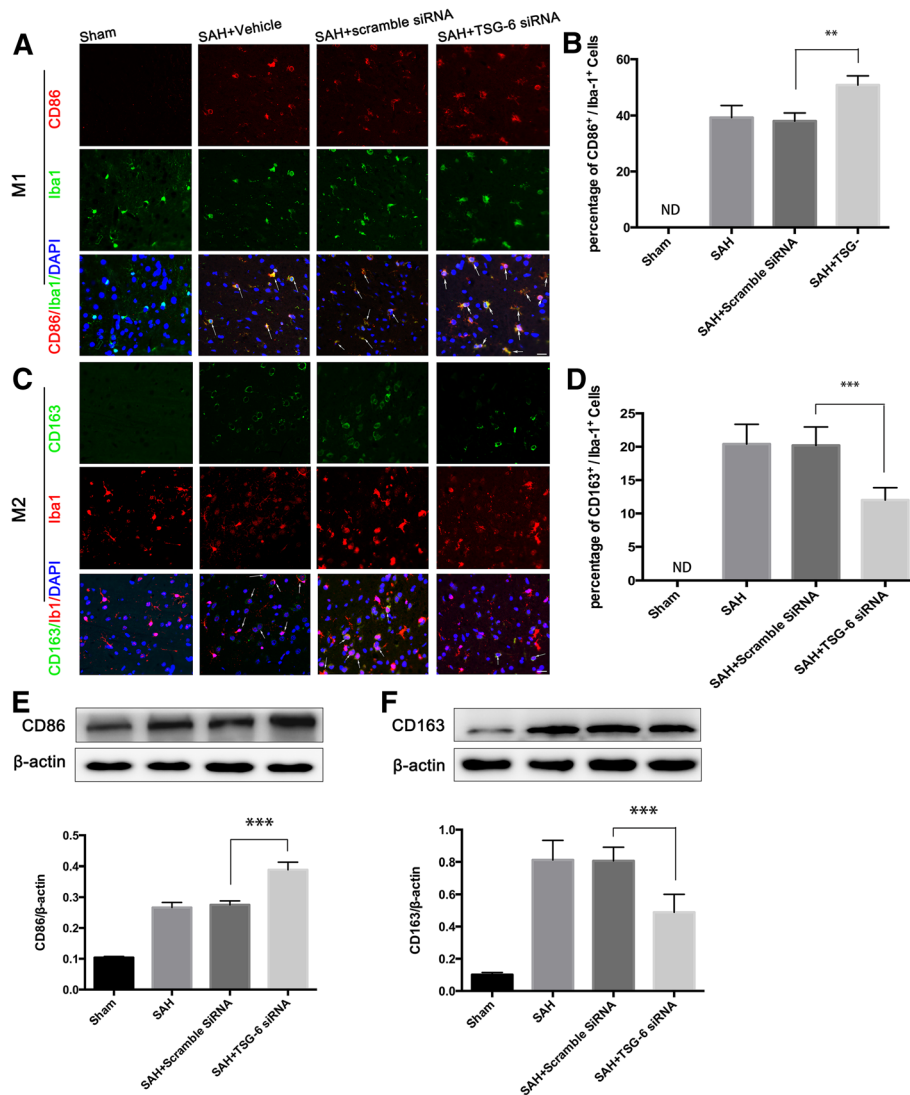 A
Sham
SAH+Vehicle
SAH+scramble siRNA
SAH+TSG-6 siRNA
M1
CD86
Iba1
CD86/Iba1/DAPI
B
percentage of CD86+ / Iba-1+ Cells
60
40
20
0
**
ND
Sham
SAH
SAH+Scramble SiRNA
SAH+TSG-
C
M2
CD163
Iba1
CD163/Ib1/DAPI
D
percentage of CD163+ / Iba-1+ Cells
25
20
15
10
5
0
***
ND
Sham
SAH
SAH+Scramble SiRNA
SAH+TSG-6 siRNA
E
CD86
β-actin
CD86/β-actin
0.5
0.4
0.3
0.2
0.1
0.0
***
Sham
SAH
SAH+Scramble SiRNA
SAH+TSG-6 siRNA
F
CD163
β-actin
CD163/β-actin
1.0
0.8
0.6
0.4
0.2
0.0
***
Sham
SAH
SAH+Scramble SiRNA
SAH+TSG-6 siRNA